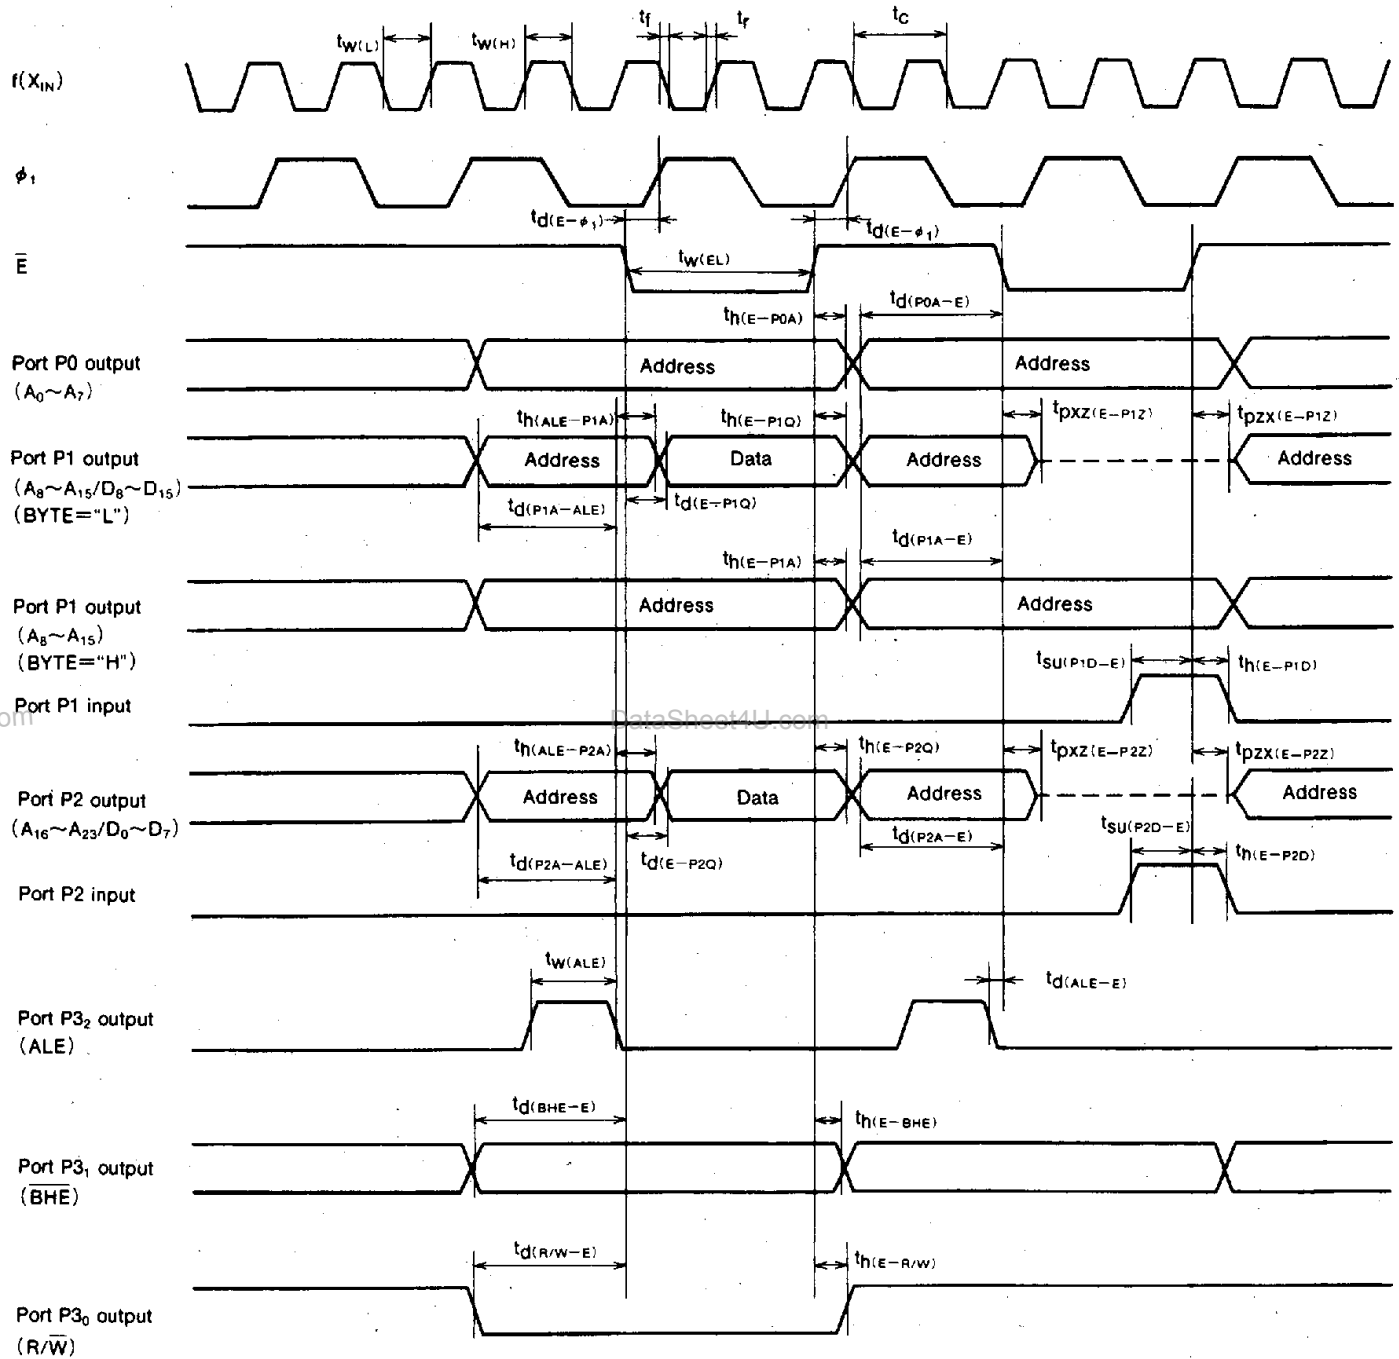 tf
tr
tC
tW(L)
tW(H)
f(XIN)
ϕ1
td(E−ϕ1)
td(E−ϕ1)
E̅
tW(EL)
th(E−P0A)
td(P0A−E)
Port P0 output
(A0~A7)
Address
Address
th(ALE−P1A)
th(E−P1Q)
tpxz(E−P1Z)
tpzx(E−P1Z)
Port P1 output
(A8~A15/D8~D15)
(BYTE="L")
Address
Data
Address
Address
td(P1A−ALE)
td(E−P1Q)
td(P1A−E)
th(E−P1A)
Port P1 output
(A8~A15)
(BYTE="H")
Address
Address
tSU(P1D−E)
th(E−P1D)
Port P1 input
om
DataSheet4U.com
th(ALE−P2A)
th(E−P2Q)
tpxz(E−P2Z)
tpzx(E−P2Z)
Port P2 output
(A16~A23/D0~D7)
Address
Data
Address
Address
tSU(P2D−E)
td(P2A−ALE)
td(E−P2Q)
td(P2A−E)
th(E−P2D)
Port P2 input
tW(ALE)
td(ALE−E)
Port P32 output
(ALE)
td(BHE−E)
th(E−BHE)
Port P31 output
(B̅H̅E̅)
td(R/W−E)
th(E−R/W)
Port P30 output
(R/W̅)